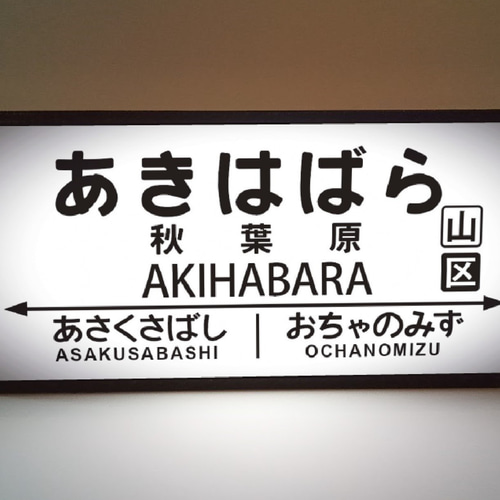 あきはばら
秋葉原
山
区
AKIHABARA
あさくさばし
おちゃのみず
ASAKUSABASHI
OCHANOMIZU